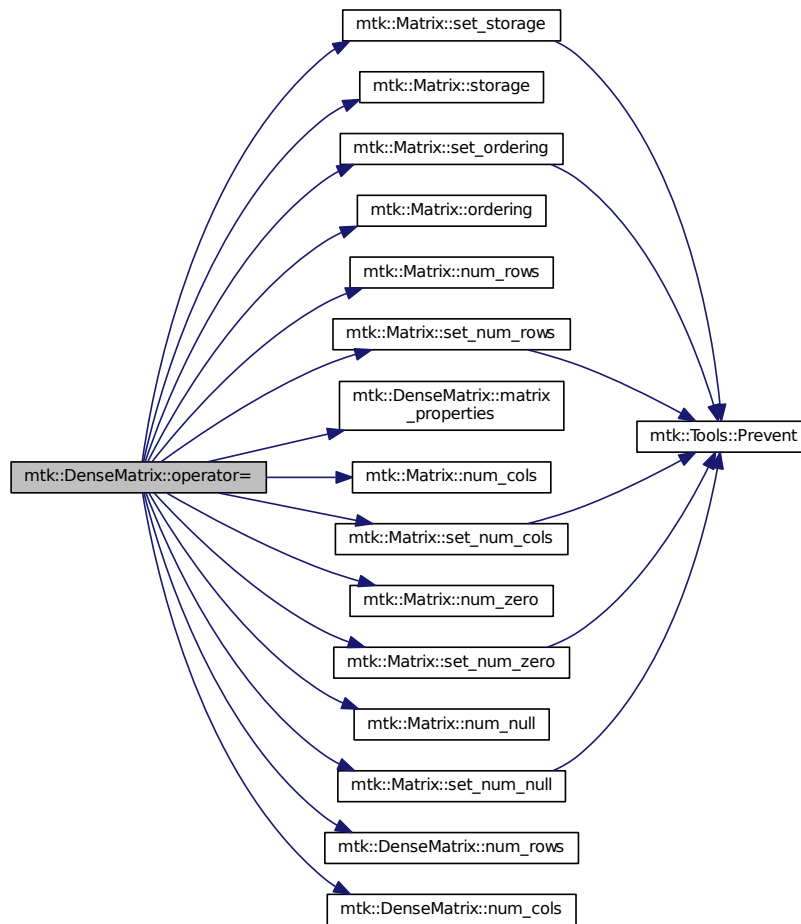 mtk::Matrix::set_storage
mtk::Matrix::storage
mtk::Matrix::set_ordering
mtk::Matrix::ordering
mtk::Matrix::num_rows
mtk::Matrix::set_num_rows
mtk::DenseMatrix::matrix
_properties
mtk::Tools::Prevent
mtk::DenseMatrix::operator=
mtk::Matrix::num_cols
mtk::Matrix::set_num_cols
mtk::Matrix::num_zero
mtk::Matrix::set_num_zero
mtk::Matrix::num_null
mtk::Matrix::set_num_null
mtk::DenseMatrix::num_rows
mtk::DenseMatrix::num_cols